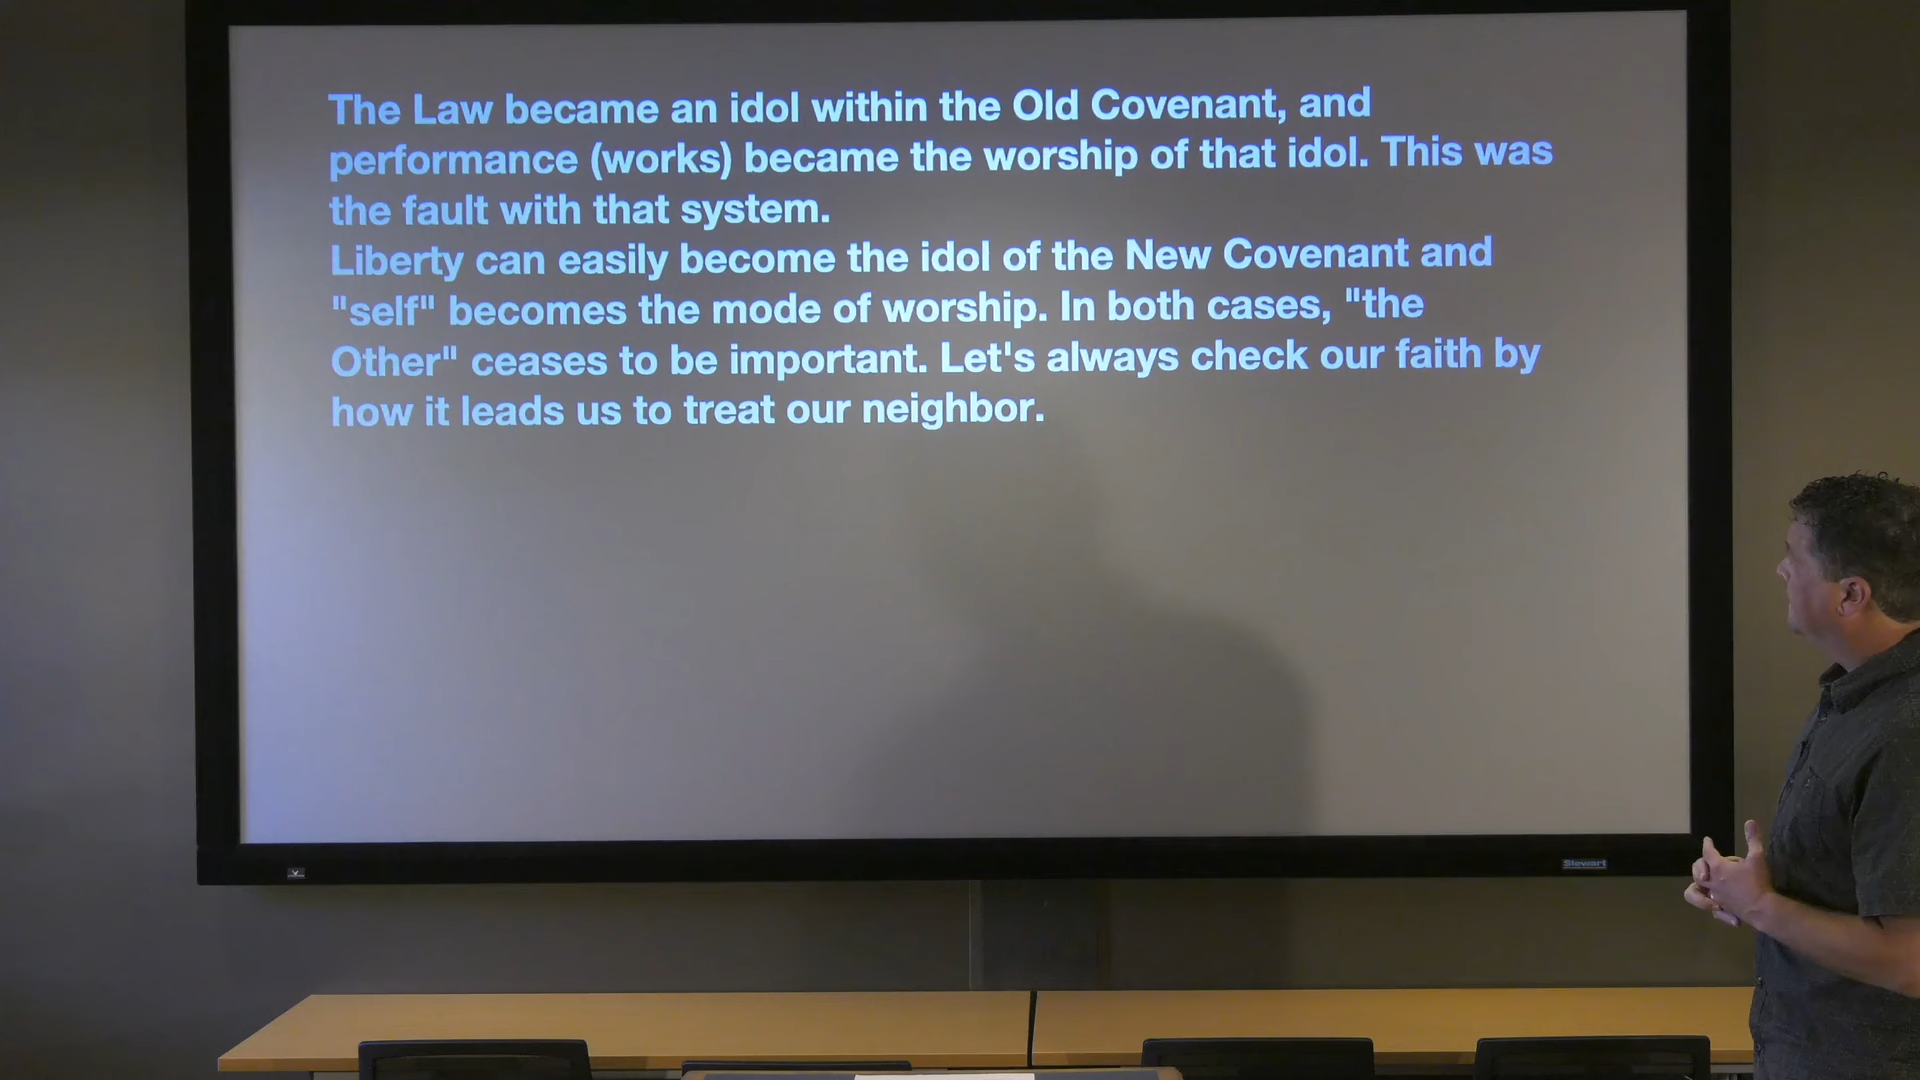 The Law became an idol within the Old Covenant, and
performance (works) became the worship of that idol. This was
the fault with that system.
Liberty can easily become the idol of the New Covenant and
"self" becomes the mode of worship. In both cases, "the
Other" ceases to be important. Let's always check our faith by
how it leads us to treat our neighbor.
Stewart